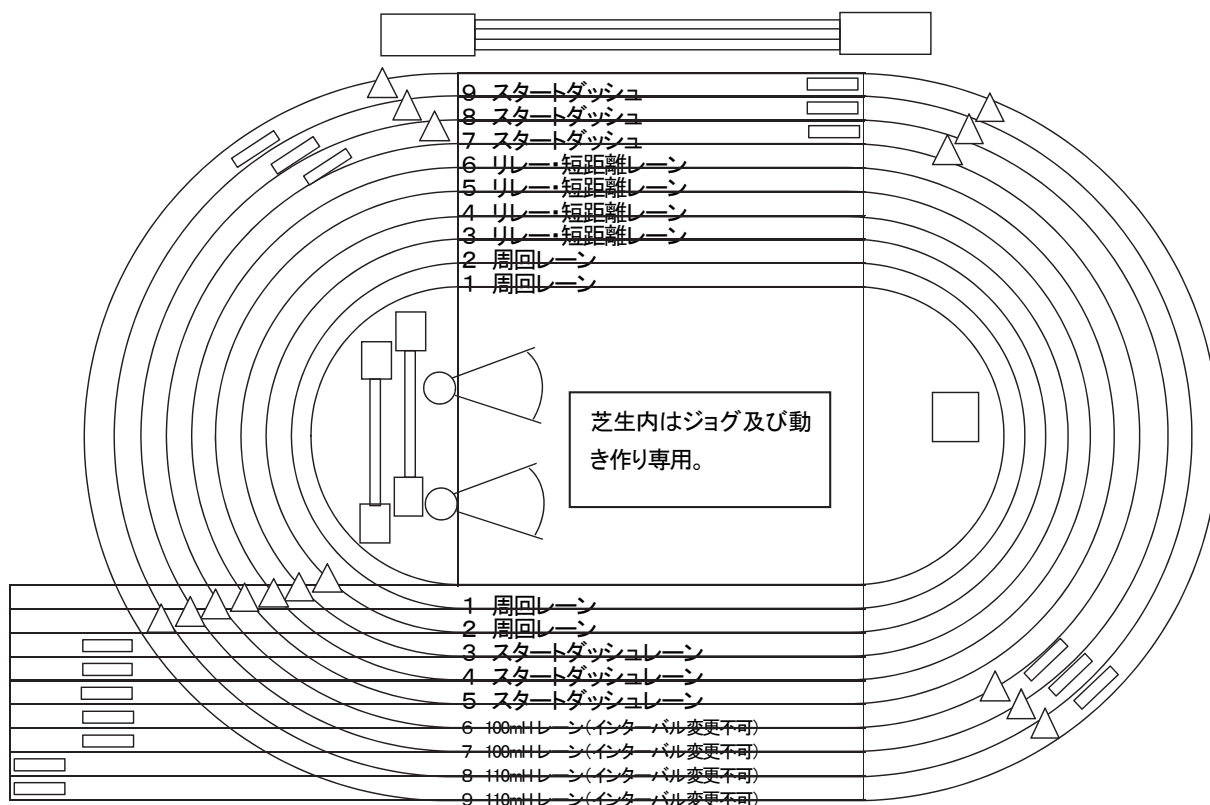 9 スタートダッシュ
8 スタートダッシュ
7 スタートダッシュ
6 リレー・短距離レーン
5 リレー・短距離レーン
4 リレー・短距離レーン
3 リレー・短距離レーン
2 周回レーン
1 周回レーン
芝生内はジョグ及び動
き作り専用。
1 周回レーン
2 周回レーン
3 スタートダッシュレーン
4 スタートダッシュレーン
5 スタートダッシュレーン
6 100mHレーン(インターバル変更不可)
7 100mHレーン(インターバル変更不可)
8 110mHレーン(インターバル変更不可)
9 110mHレーン(インターバル変更不可)